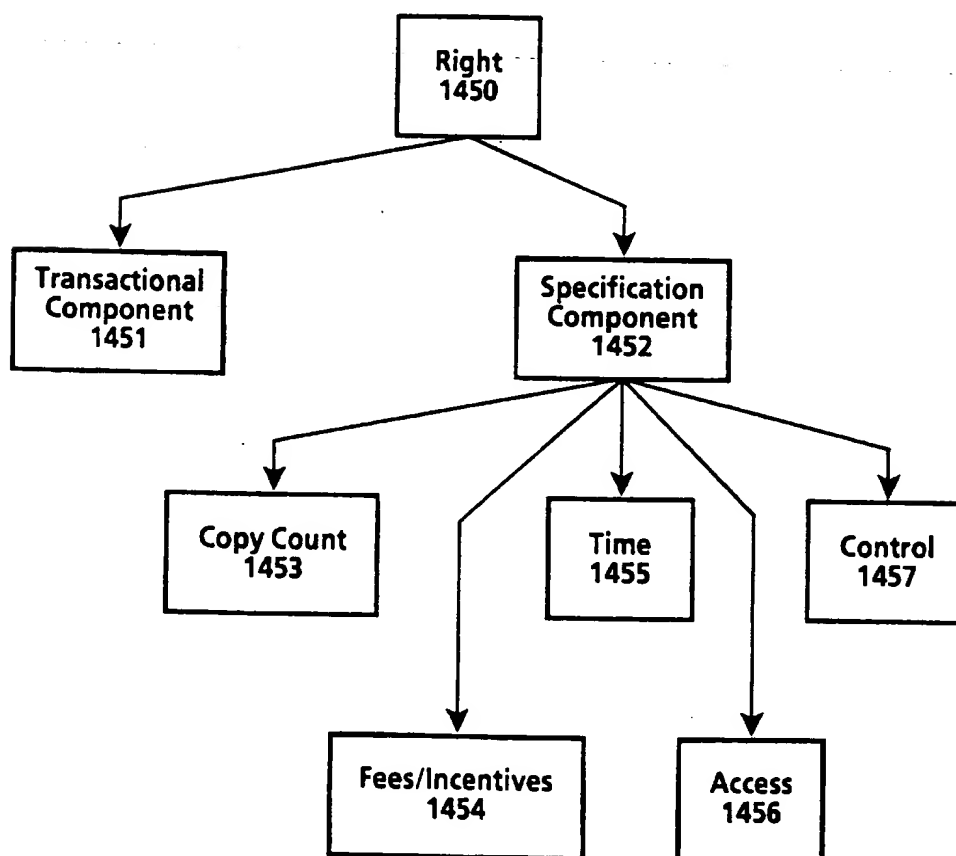 Right
1450
Transactional
Component
1451
Specification
Component
1452
Copy Count
1453
Time
1455
Control
1457
Fees/Incentives
1454
Access
1456